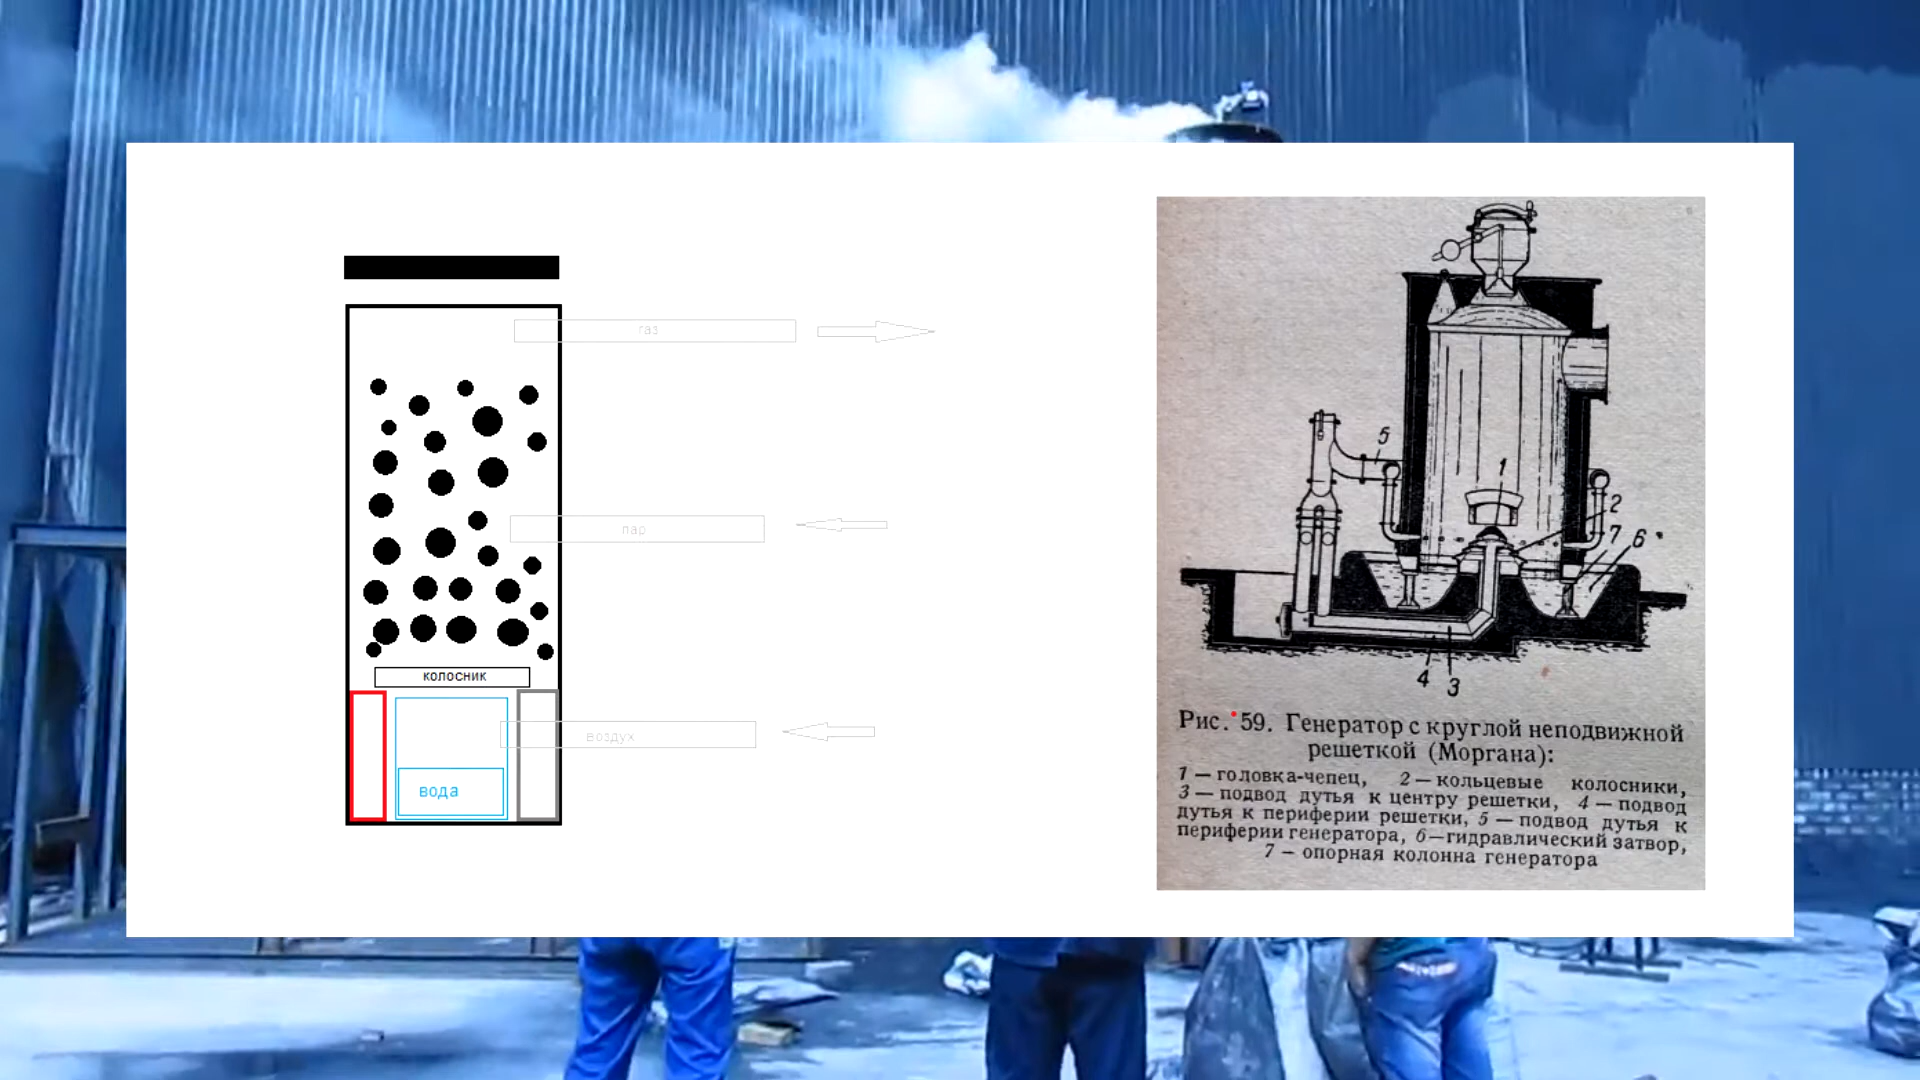 газ
пар
колосник
воздух
вода
5
1
2
7
6
4
3
Рис. 59. Генератор с круглой неподвижной
решеткой (Моргана):
1 — головка-чепец, 2 — кольцевые колосники,
3 — подвод дутья к центру решетки, 4 — подвод
дутья к периферии решетки, 5 — подвод дутья к
периферии генератора, 6—гидравлический затвор,
7 — опорная колонна генератора